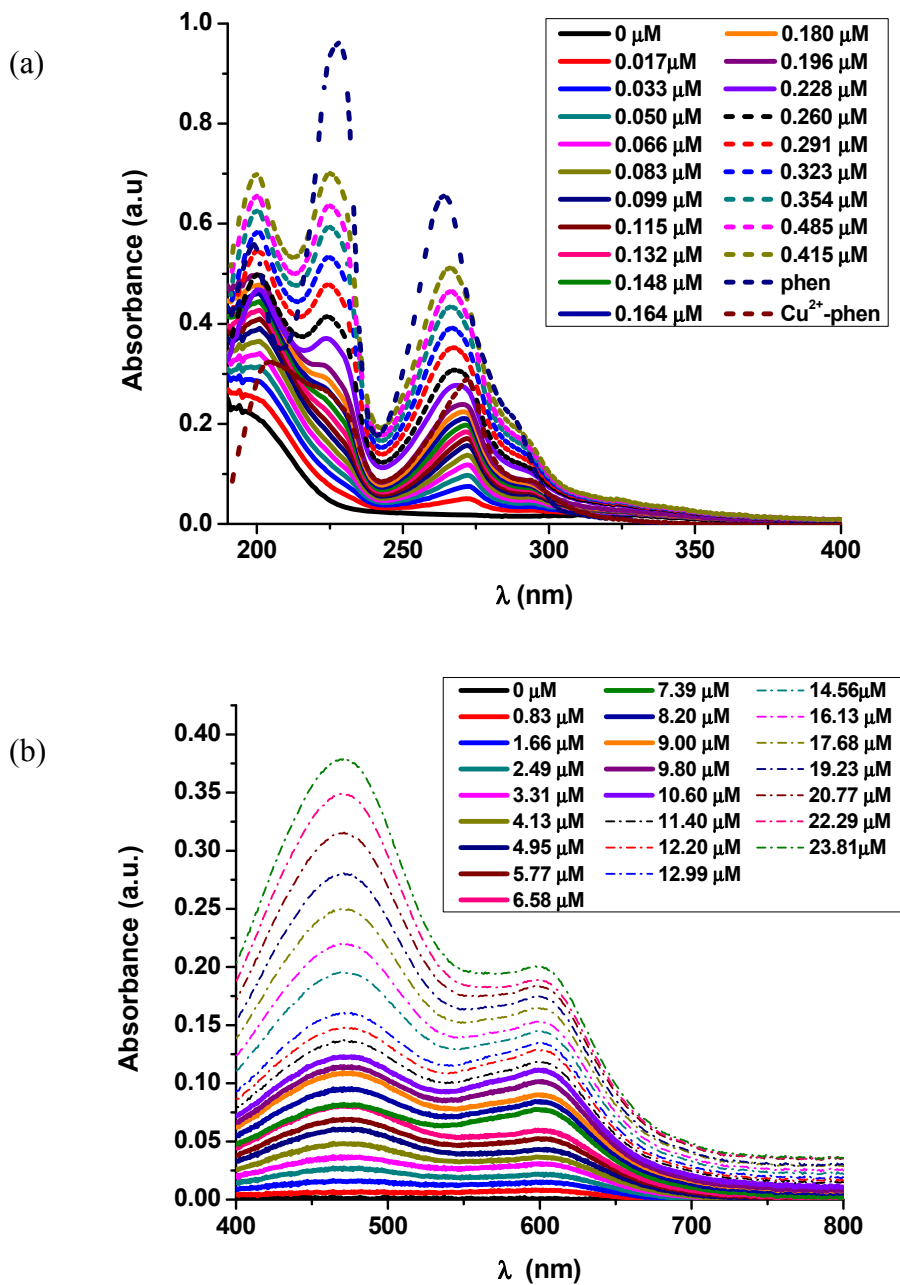 (a)
1.0
0.8
0.6
0.4
0.2
0.0
200
250
300
350
400
Absorbance (a.u)
λ (nm)
0 μM
0.017μM
0.033 μM
0.050 μM
0.066 μM
0.083 μM
0.099 μM
0.115 μM
0.132 μM
0.148 μM
0.164 μM
0.180 μM
0.196 μM
0.228 μM
0.260 μM
0.291 μM
0.323 μM
0.354 μM
0.485 μM
0.415 μM
phen
Cu²⁺-phen
(b)
0.40
0.35
0.30
0.25
0.20
0.15
0.10
0.05
0.00
400
500
600
700
800
Absorbance (a.u.)
λ (nm)
0 μM
0.83 μM
1.66 μM
2.49 μM
3.31 μM
4.13 μM
4.95 μM
5.77 μM
6.58 μM
7.39 μM
8.20 μM
9.00 μM
9.80 μM
10.60 μM
11.40 μM
12.20 μM
12.99 μM
14.56μM
16.13 μM
17.68 μM
19.23 μM
20.77 μM
22.29 μM
23.81μM